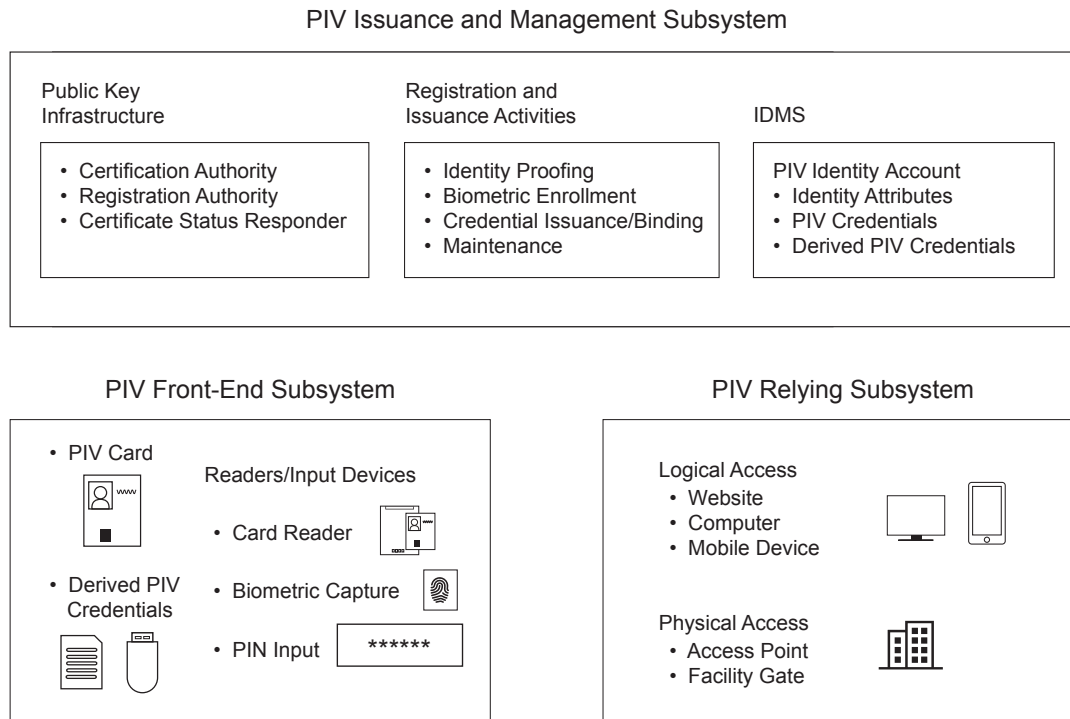 PIV Issuance and Management Subsystem
Public Key
Infrastructure
• Certification Authority
• Registration Authority
• Certificate Status Responder
Registration and
Issuance Activities
• Identity Proofing
• Biometric Enrollment
• Credential Issuance/Binding
• Maintenance
IDMS
PIV Identity Account
• Identity Attributes
• PIV Credentials
• Derived PIV Credentials
PIV Front-End Subsystem
• PIV Card
• Derived PIV
Credentials
Readers/Input Devices
• Card Reader
• Biometric Capture
• PIN Input
******
PIV Relying Subsystem
Logical Access
• Website
• Computer
• Mobile Device
Physical Access
• Access Point
• Facility Gate